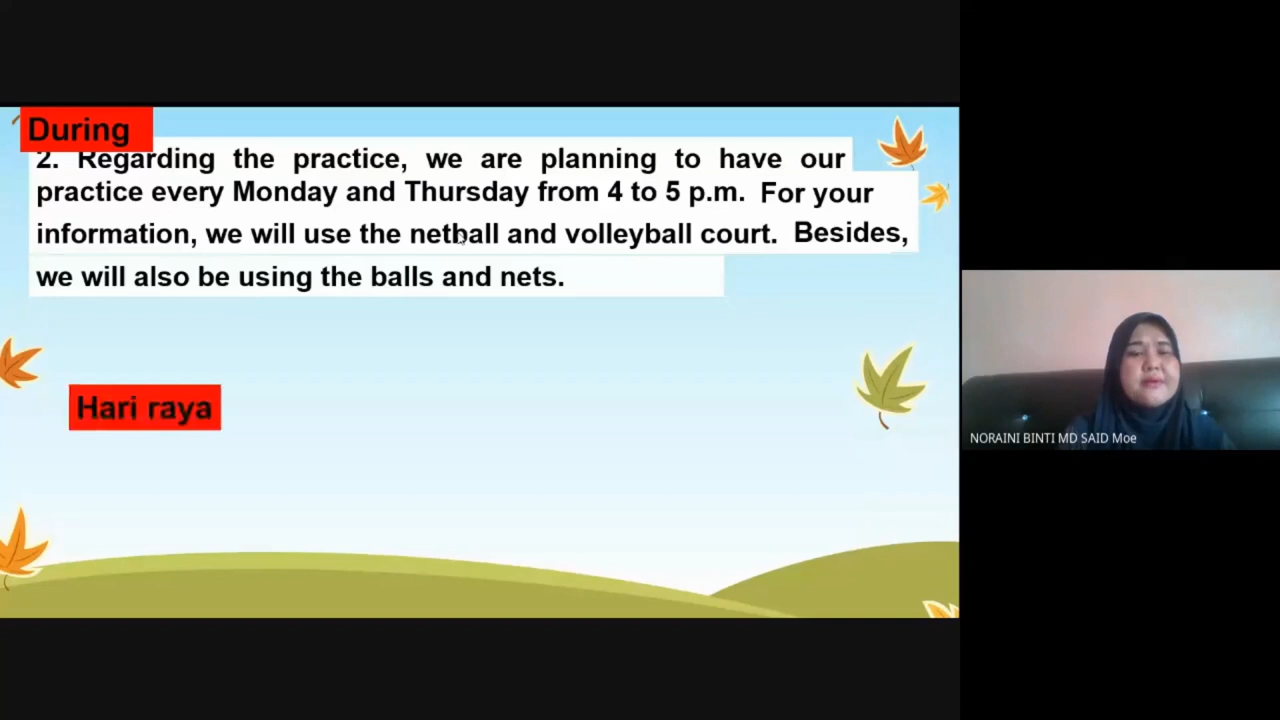 During
2. Regarding the practice, we are planning to have our
practice every Monday and Thursday from 4 to 5 p.m. For your
information, we will use the netball and volleyball court. Besides,
we will also be using the balls and nets.
Hari raya
NORAINI BINTI MD SAID Moe